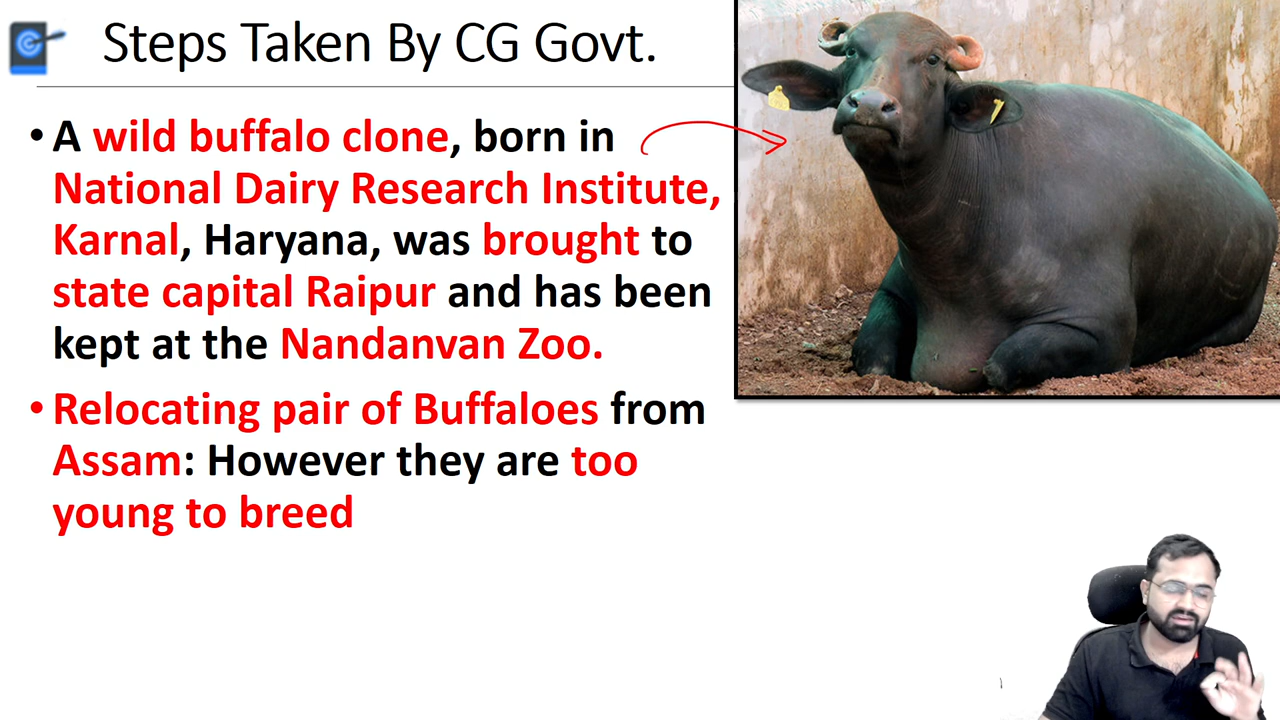 Steps Taken By CG Govt.
• A wild buffalo clone, born in
National Dairy Research Institute,
Karnal, Haryana, was brought to
state capital Raipur and has been
kept at the Nandanvan Zoo.
• Relocating pair of Buffaloes from
Assam: However they are too
young to breed